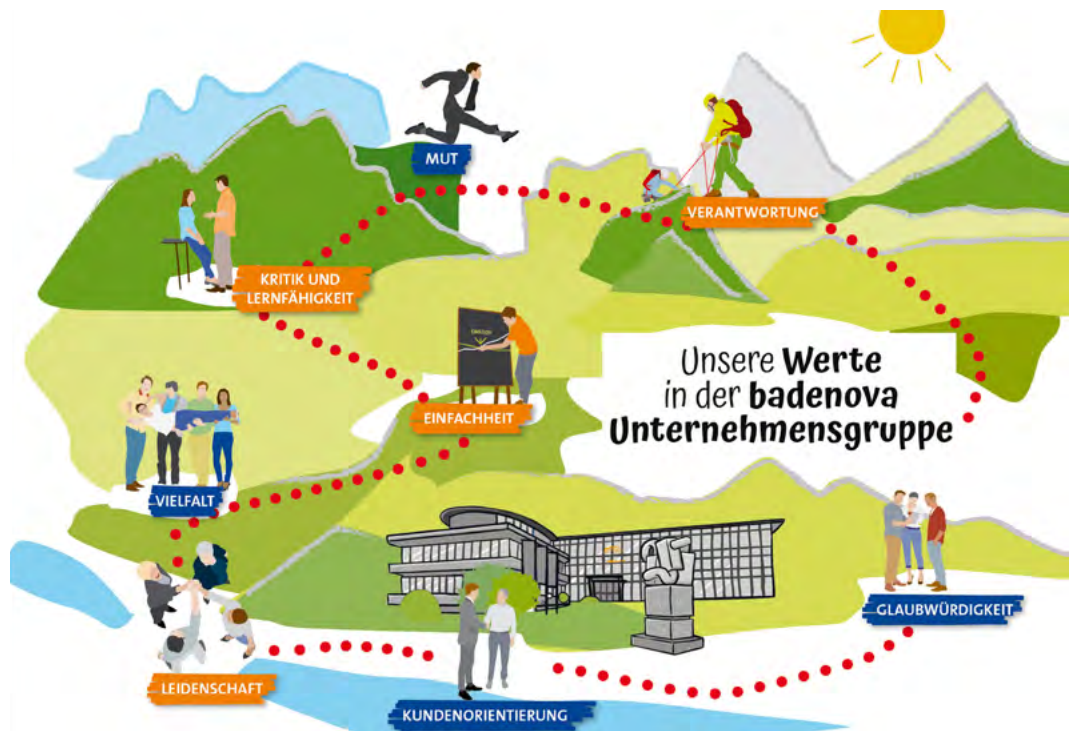 MUT
VERANTWORTUNG
KRITIK UND
LERNFÄHIGKEIT
Unsere Werte
in der badenova
Unternehmensgruppe
EINFACHHEIT
VIELFALT
GLAUBWÜRDIGKEIT
LEIDENSCHAFT
KUNDENORIENTIERUNG